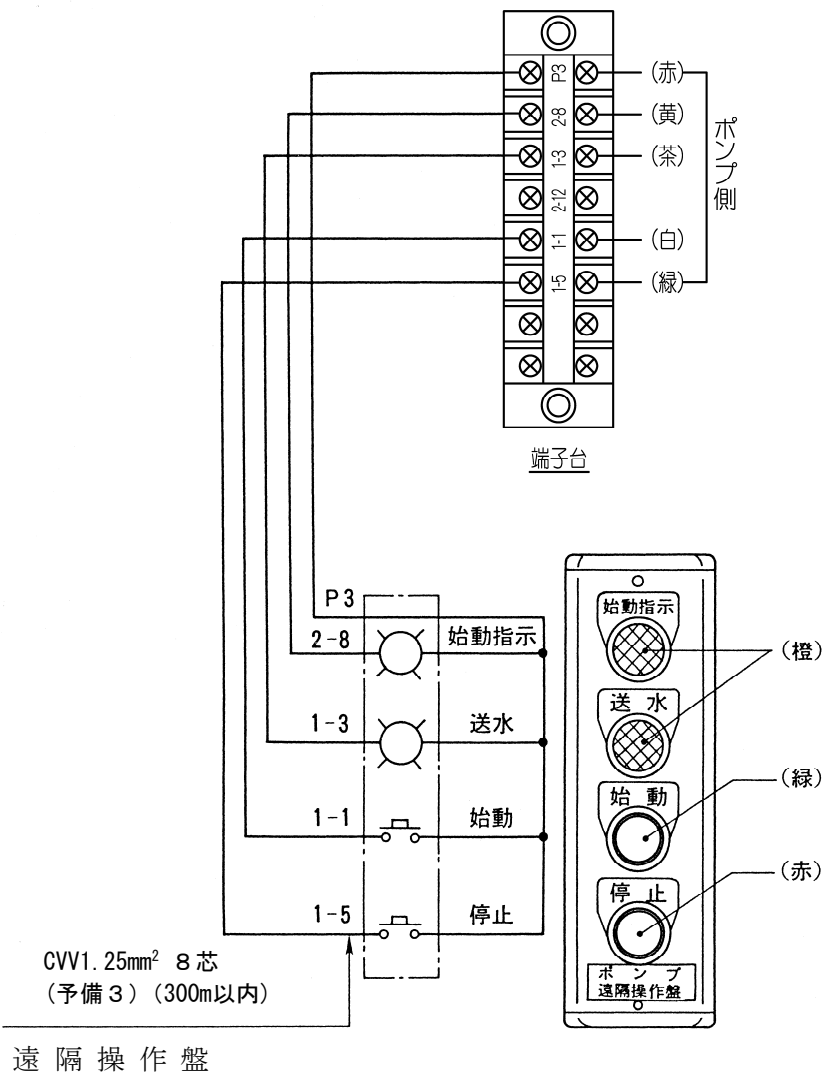 P3
(赤)
2-8
(黄)
1-3
(茶)
2-12
1-1
(白)
1-5
(緑)
ポンプ側
端子台
P3
2-8
始動指示
1-3
送水
1-1
始動
1-5
停止
CVV1.25mm² 8芯
(予備3)(300m以内)
遠隔操作盤
始動指示
(橙)
送水
始動
(緑)
停止
(赤)
ポンプ
遠隔操作盤